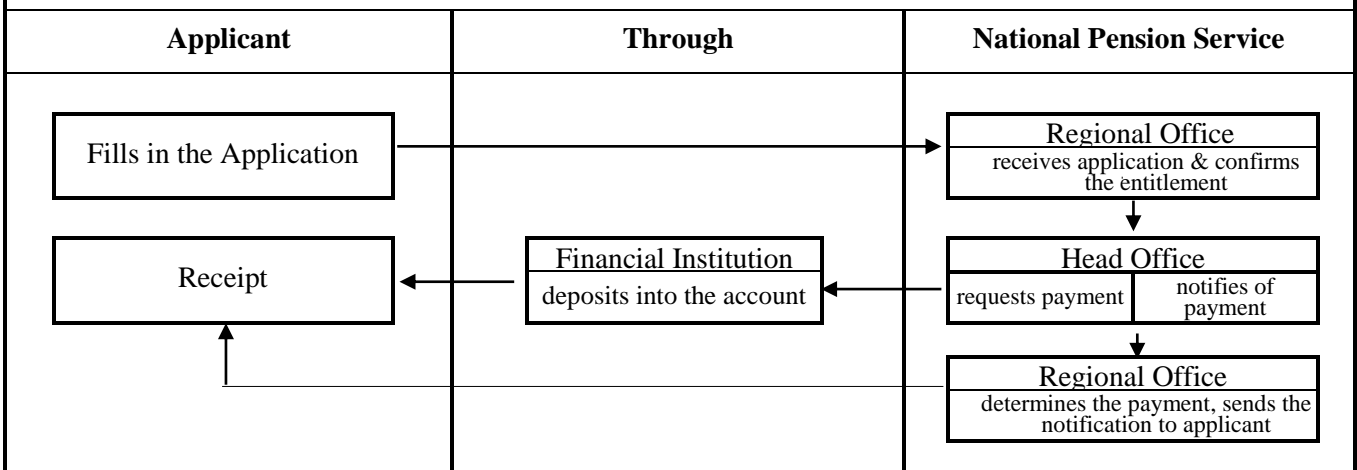 Applicant
Through
National Pension Service
Fills in the Application
Regional Office
receives application & confirms
the entitlement
Receipt
Financial Institution
deposits into the account
Head Office
requests payment
notifies of
payment
Regional Office
determines the payment, sends the
notification to applicant